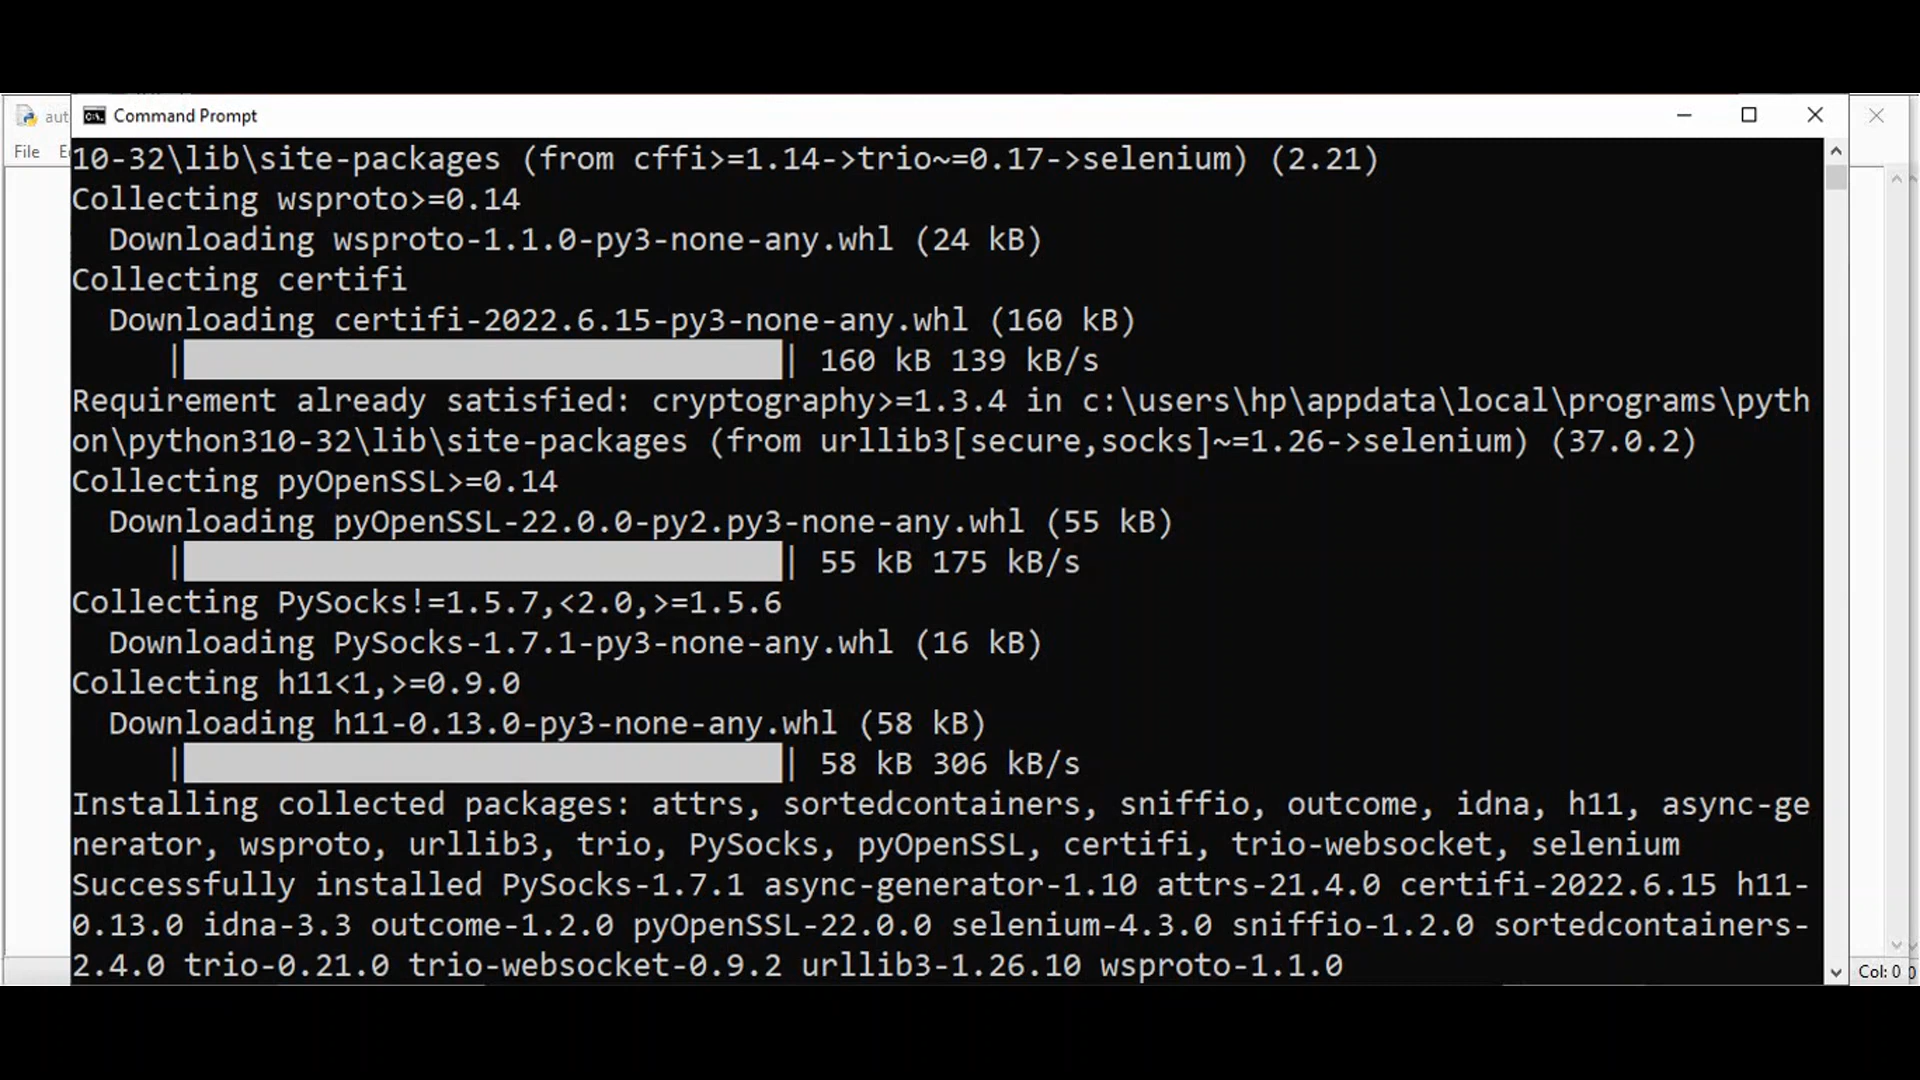 aut
Command Prompt
File
10-32\lib\site-packages (from cffi>=1.14->trio~=0.17->selenium) (2.21)
Collecting wsproto>=0.14
Downloading wsproto-1.1.0-py3-none-any.whl (24 kB)
Collecting certifi
Downloading certifi-2022.6.15-py3-none-any.whl (160 kB)
| | 160 kB 139 kB/s
Requirement already satisfied: cryptography>=1.3.4 in c:\users\hp\appdata\local\programs\pyth
on\python310-32\lib\site-packages (from urllib3[secure,socks]~=1.26->selenium) (37.0.2)
Collecting pyOpenSSL>=0.14
Downloading pyOpenSSL-22.0.0-py2.py3-none-any.whl (55 kB)
| | 55 kB 175 kB/s
Collecting PySocks!=1.5.7,<2.0,>=1.5.6
Downloading PySocks-1.7.1-py3-none-any.whl (16 kB)
Collecting h11<1,>=0.9.0
Downloading h11-0.13.0-py3-none-any.whl (58 kB)
| | 58 kB 306 kB/s
Installing collected packages: attrs, sortedcontainers, sniffio, outcome, idna, h11, async-ge
nerator, wsproto, urllib3, trio, PySocks, pyOpenSSL, certifi, trio-websocket, selenium
Successfully installed PySocks-1.7.1 async-generator-1.10 attrs-21.4.0 certifi-2022.6.15 h11-
0.13.0 idna-3.3 outcome-1.2.0 pyOpenSSL-22.0.0 selenium-4.3.0 sniffio-1.2.0 sortedcontainers-
2.4.0 trio-0.21.0 trio-websocket-0.9.2 urllib3-1.26.10 wsproto-1.1.0
Col: 0